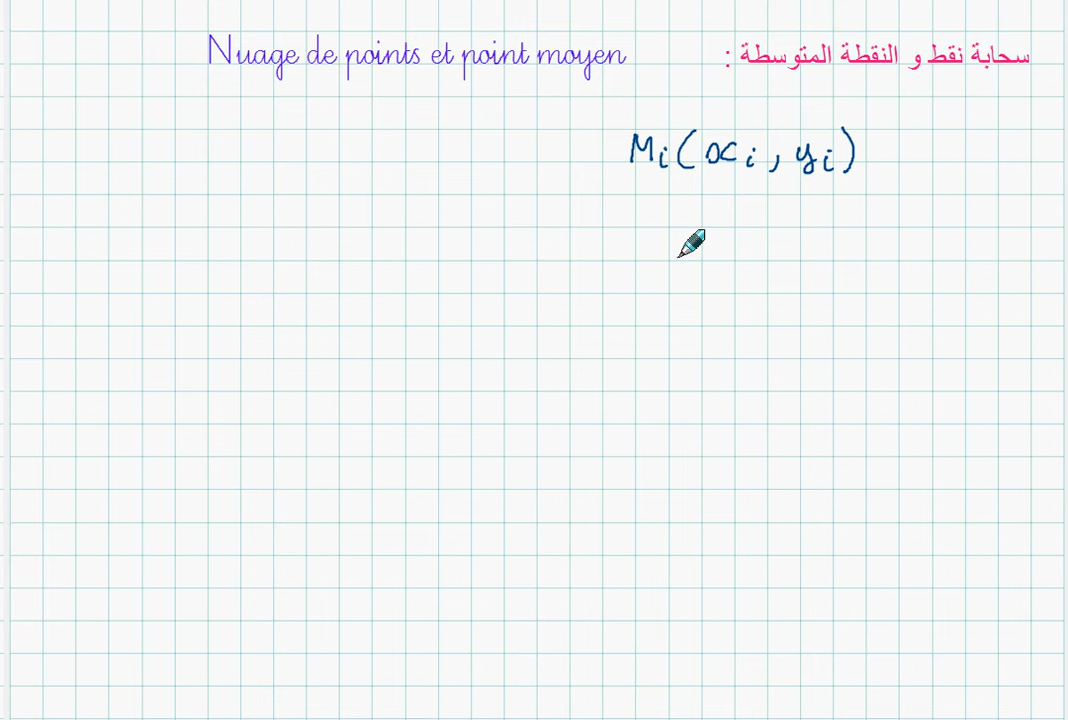 Nuage de points et point moyen سحابة نقط و النقطة المتوسطة :
Mi(xi, yi)